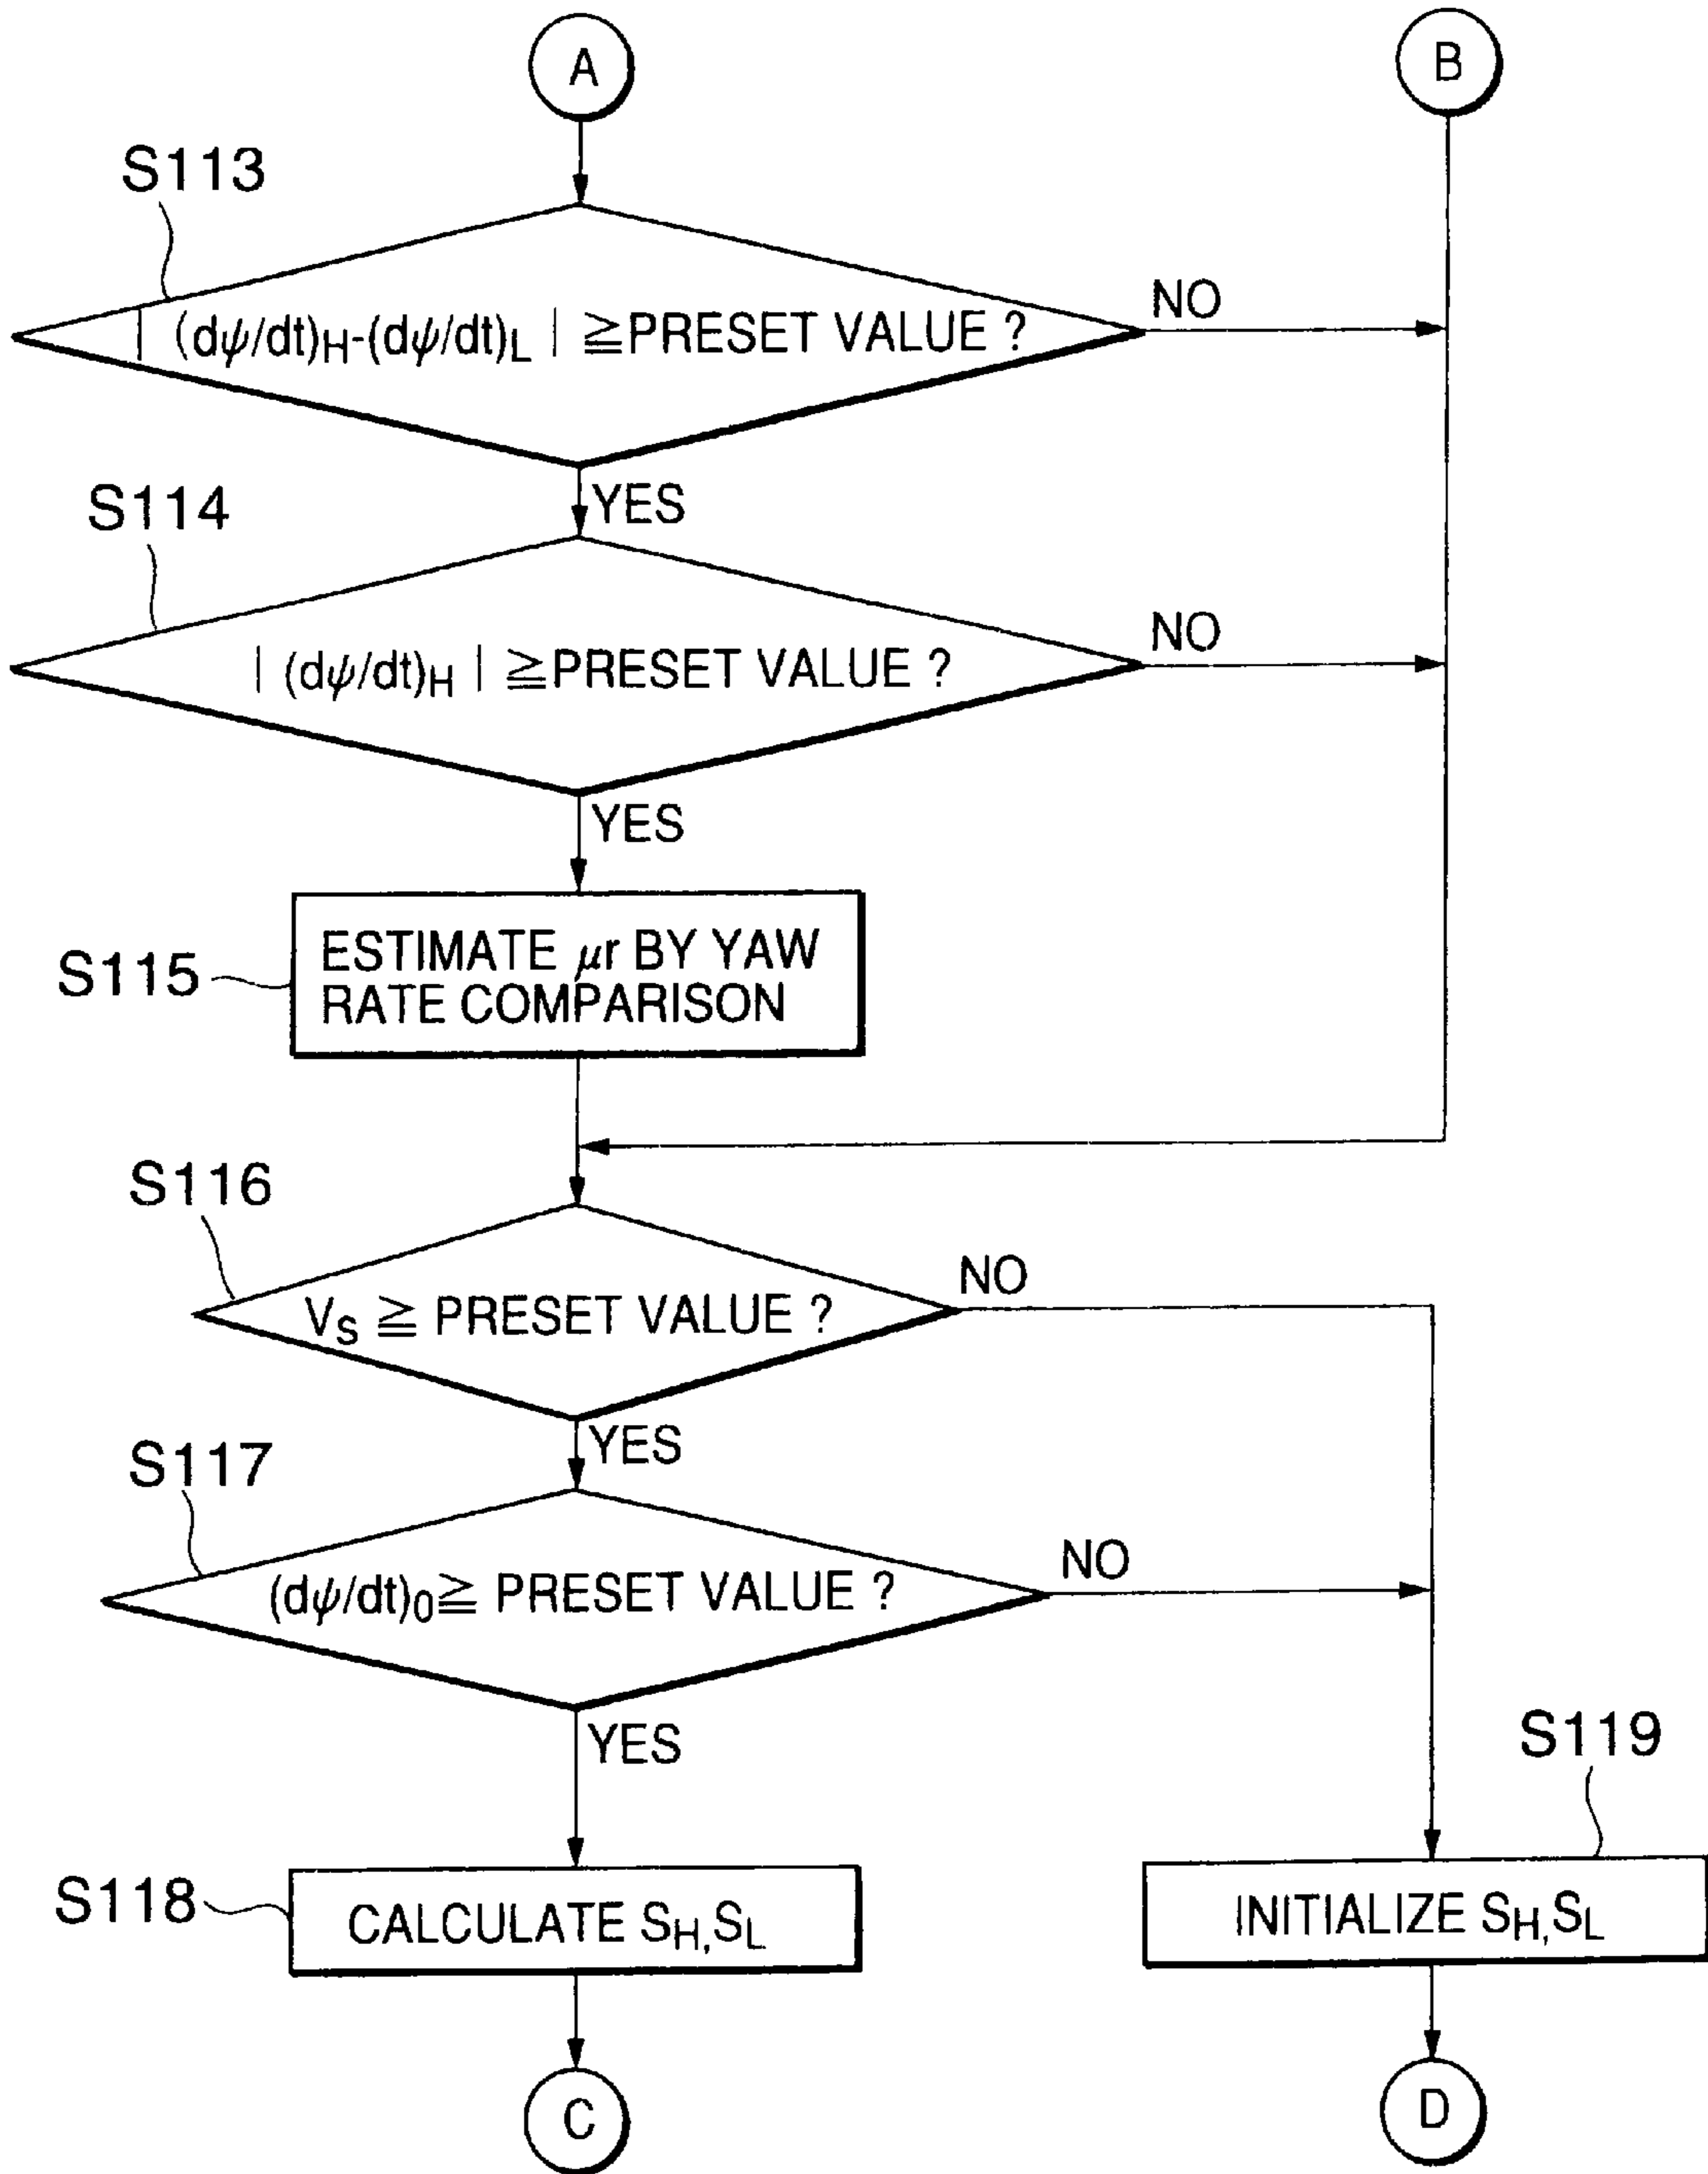 A
B
S113
| (dψ/dt)H-(dψ/dt)L | ≧PRESET VALUE ?
NO
YES
S114
| (dψ/dt)H | ≧PRESET VALUE ?
NO
YES
S115
ESTIMATE μr BY YAW
RATE COMPARISON
S116
VS ≧ PRESET VALUE ?
NO
YES
S117
(dψ/dt)0≧ PRESET VALUE ?
NO
YES
S118
CALCULATE SH,SL
S119
INITIALIZE SH,SL
C
D